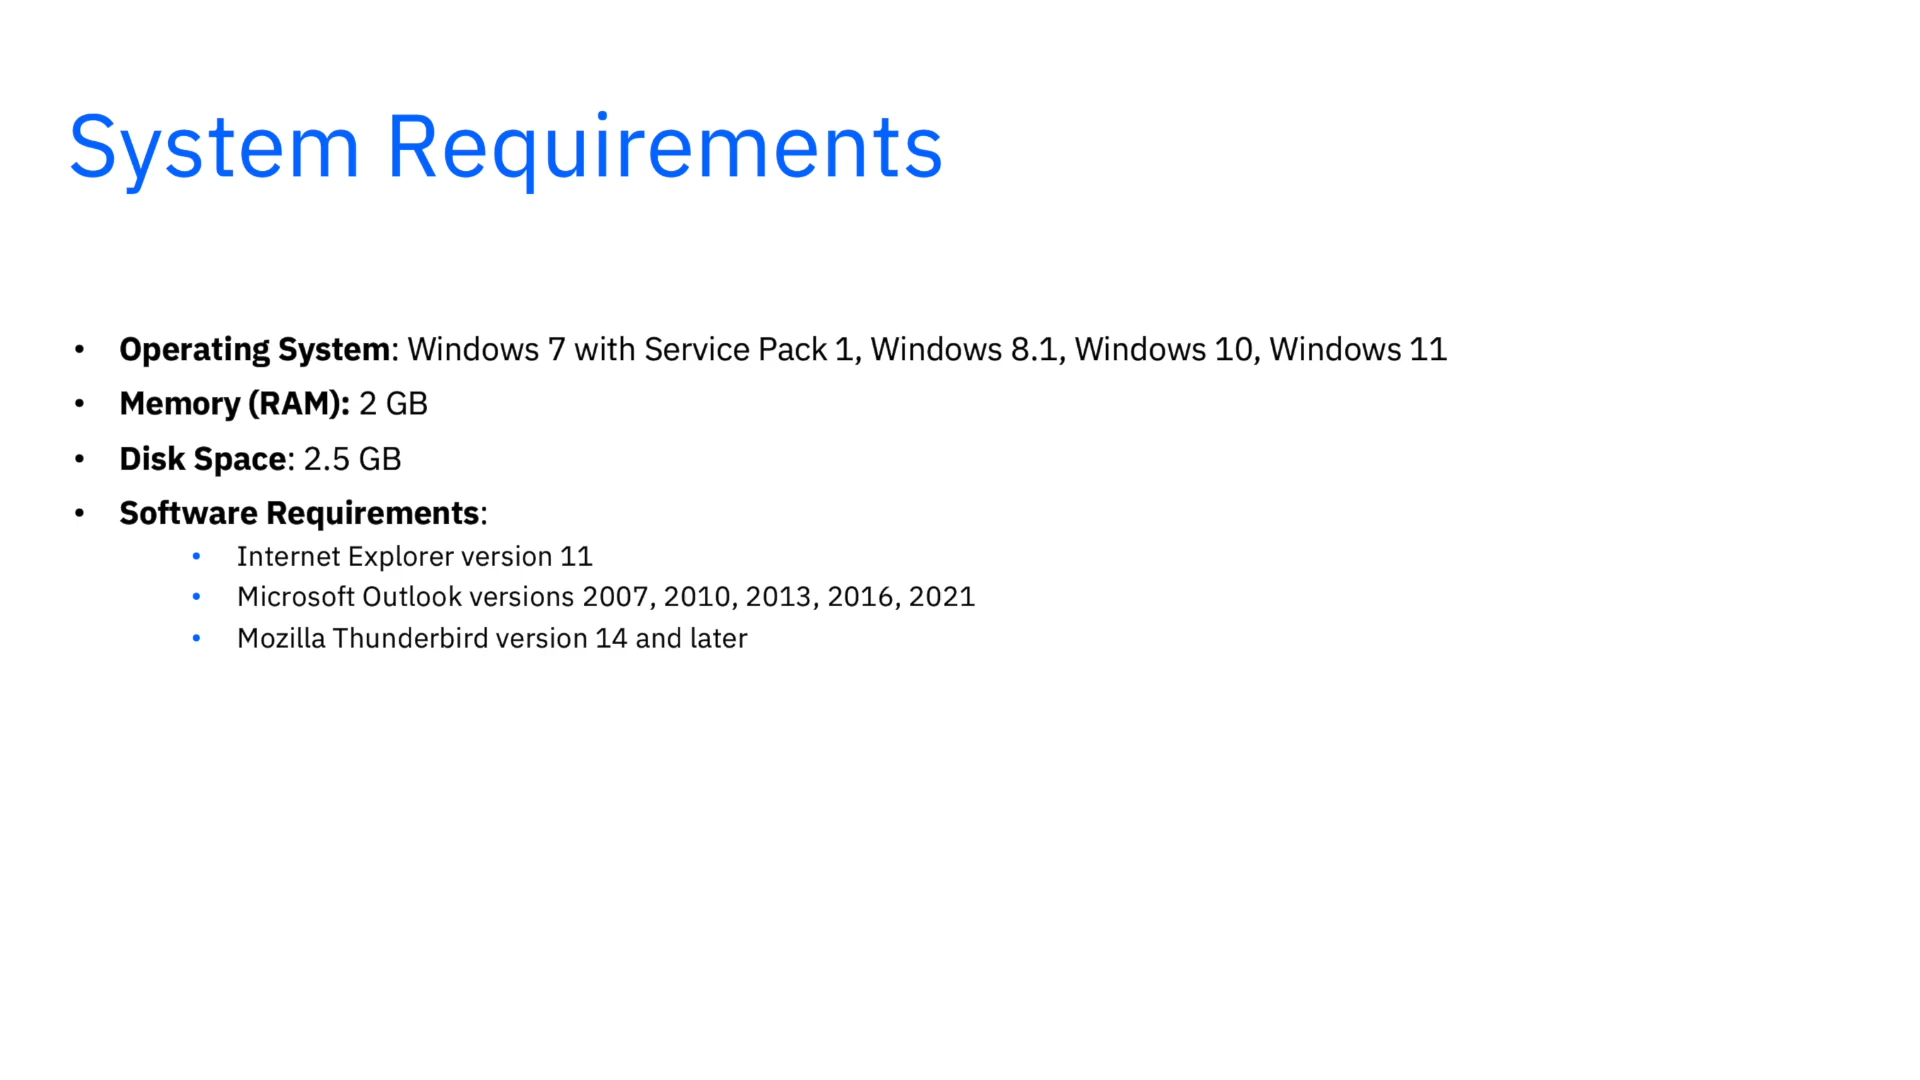 System Requirements
• Operating System: Windows 7 with Service Pack 1, Windows 8.1, Windows 10, Windows 11
• Memory (RAM): 2 GB
• Disk Space: 2.5 GB
• Software Requirements:
• Internet Explorer version 11
• Microsoft Outlook versions 2007, 2010, 2013, 2016, 2021
• Mozilla Thunderbird version 14 and later